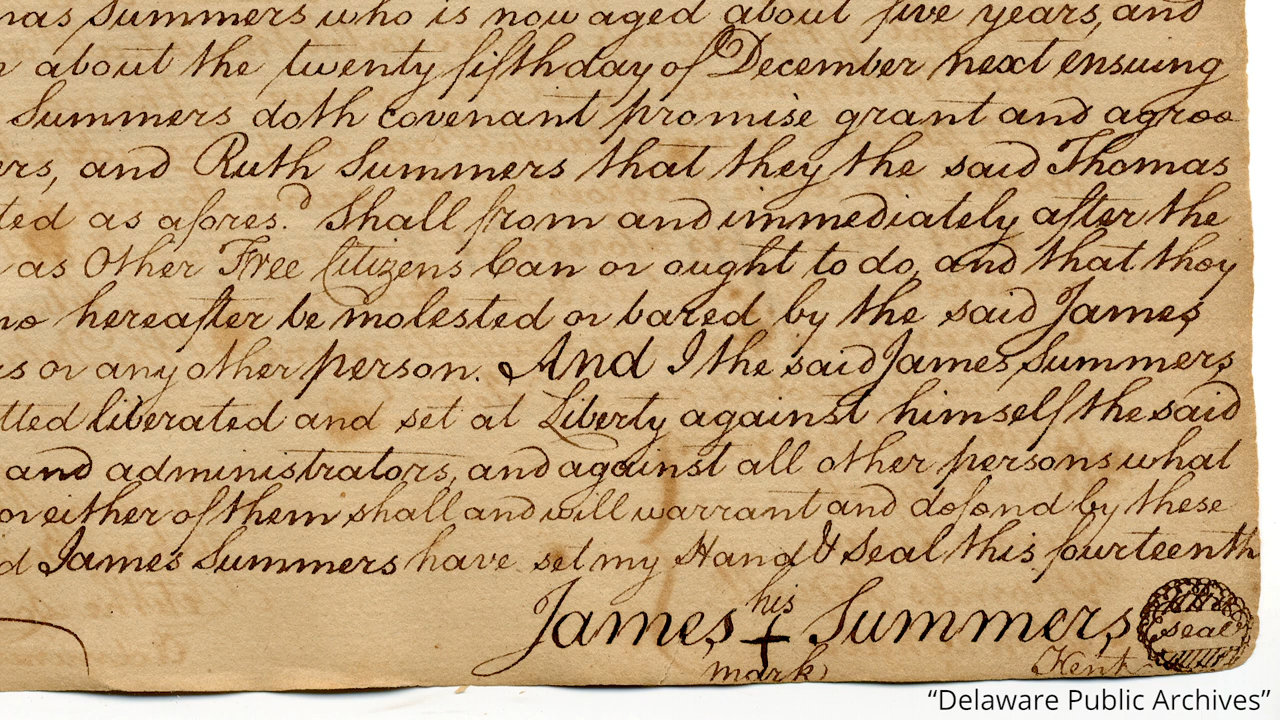 mas Summers who is now aged about five years, and
about the twenty fifth day of December next ensuing
Summers doth covenant promise grant and agree
ers, and Ruth Summers that they the said Thomas
ted as afores.d Shall from and immediately after the
as Other Free Citizens Can or ought to do, and that they
hereafter be molested or bared by the said James
rs or any other person. And I the said James Summers,
tted liberated and set at Liberty against himself the said
and administrators, and against all other persons what
or either of them shall and will warrant and defend by these
d James Summers have set my Hand & Seal this fourteenth
James his Summers seal
mark Kent
“Delaware Public Archives”